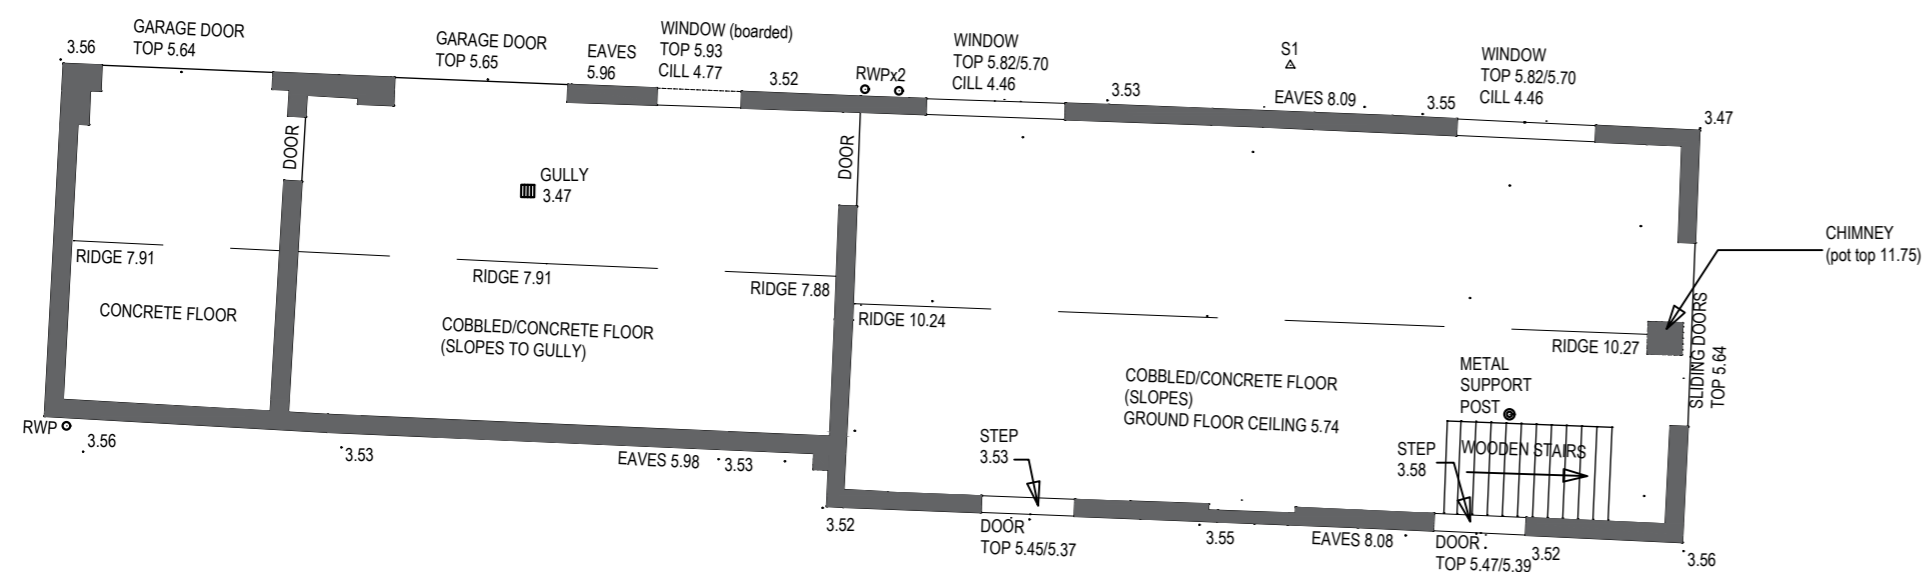 3.56
GARAGE DOOR
TOP 5.64
GARAGE DOOR
TOP 5.65
EAVES
5.96
WINDOW (boarded)
TOP 5.93
CILL 4.77
3.52
RWPx2
WINDOW
TOP 5.82/5.70
CILL 4.46
3.53
S1
EAVES 8.09
3.55
WINDOW
TOP 5.82/5.70
CILL 4.46
3.47
DOOR
GULLY
3.47
DOOR
CHIMNEY
(pot top 11.75)
RIDGE 7.91
RIDGE 7.91
RIDGE 7.88
RIDGE 10.24
RIDGE 10.27
SLIDING DOORS
TOP 5.64
CONCRETE FLOOR
COBBLED/CONCRETE FLOOR
(SLOPES TO GULLY)
COBBLED/CONCRETE FLOOR
(SLOPES)
GROUND FLOOR CEILING 5.74
METAL
SUPPORT
POST
RWP
3.56
3.53
EAVES 5.98
3.53
STEP
3.53
STEP
3.58
WOODEN STAIRS
3.52
DOOR
TOP 5.45/5.37
3.55
EAVES 8.08
DOOR
TOP 5.47/5.39
3.52
3.56